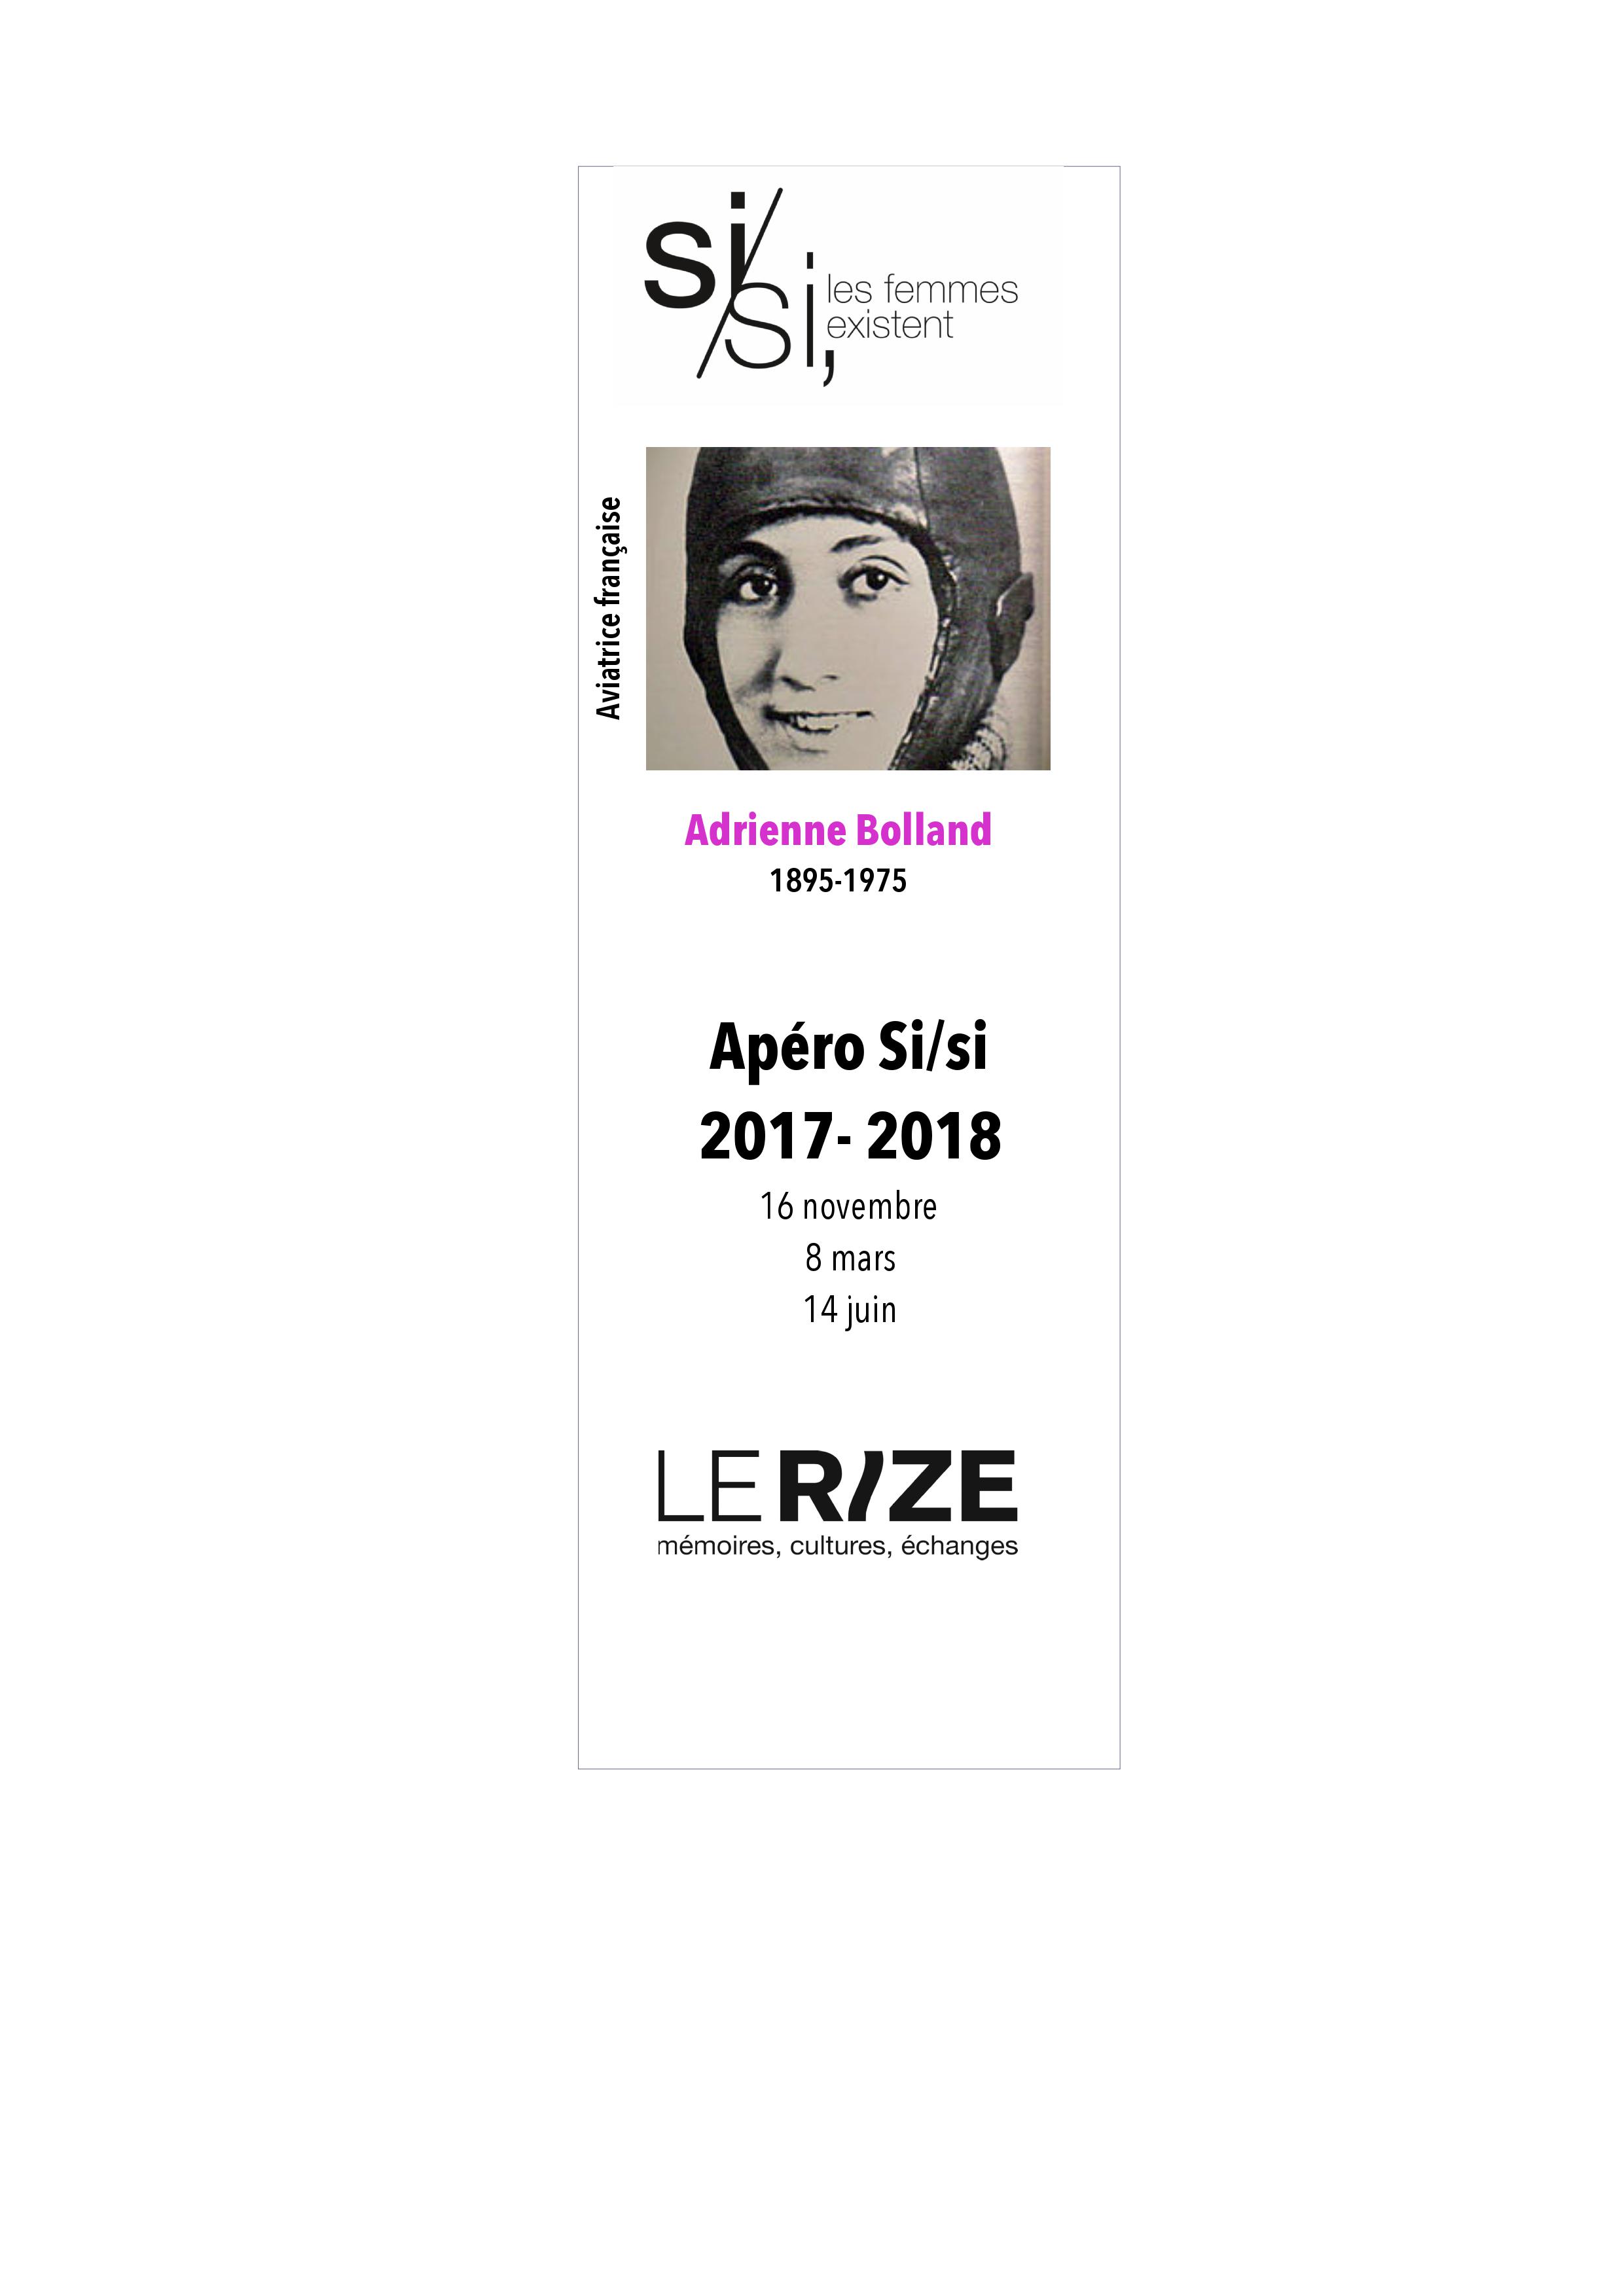 si/si, les femmes
existent
Aviatrice française
Adrienne Bolland
1895-1975
Apéro Si/si
2017- 2018
16 novembre
8 mars
14 juin
LE RIZE
mémoires, cultures, échanges